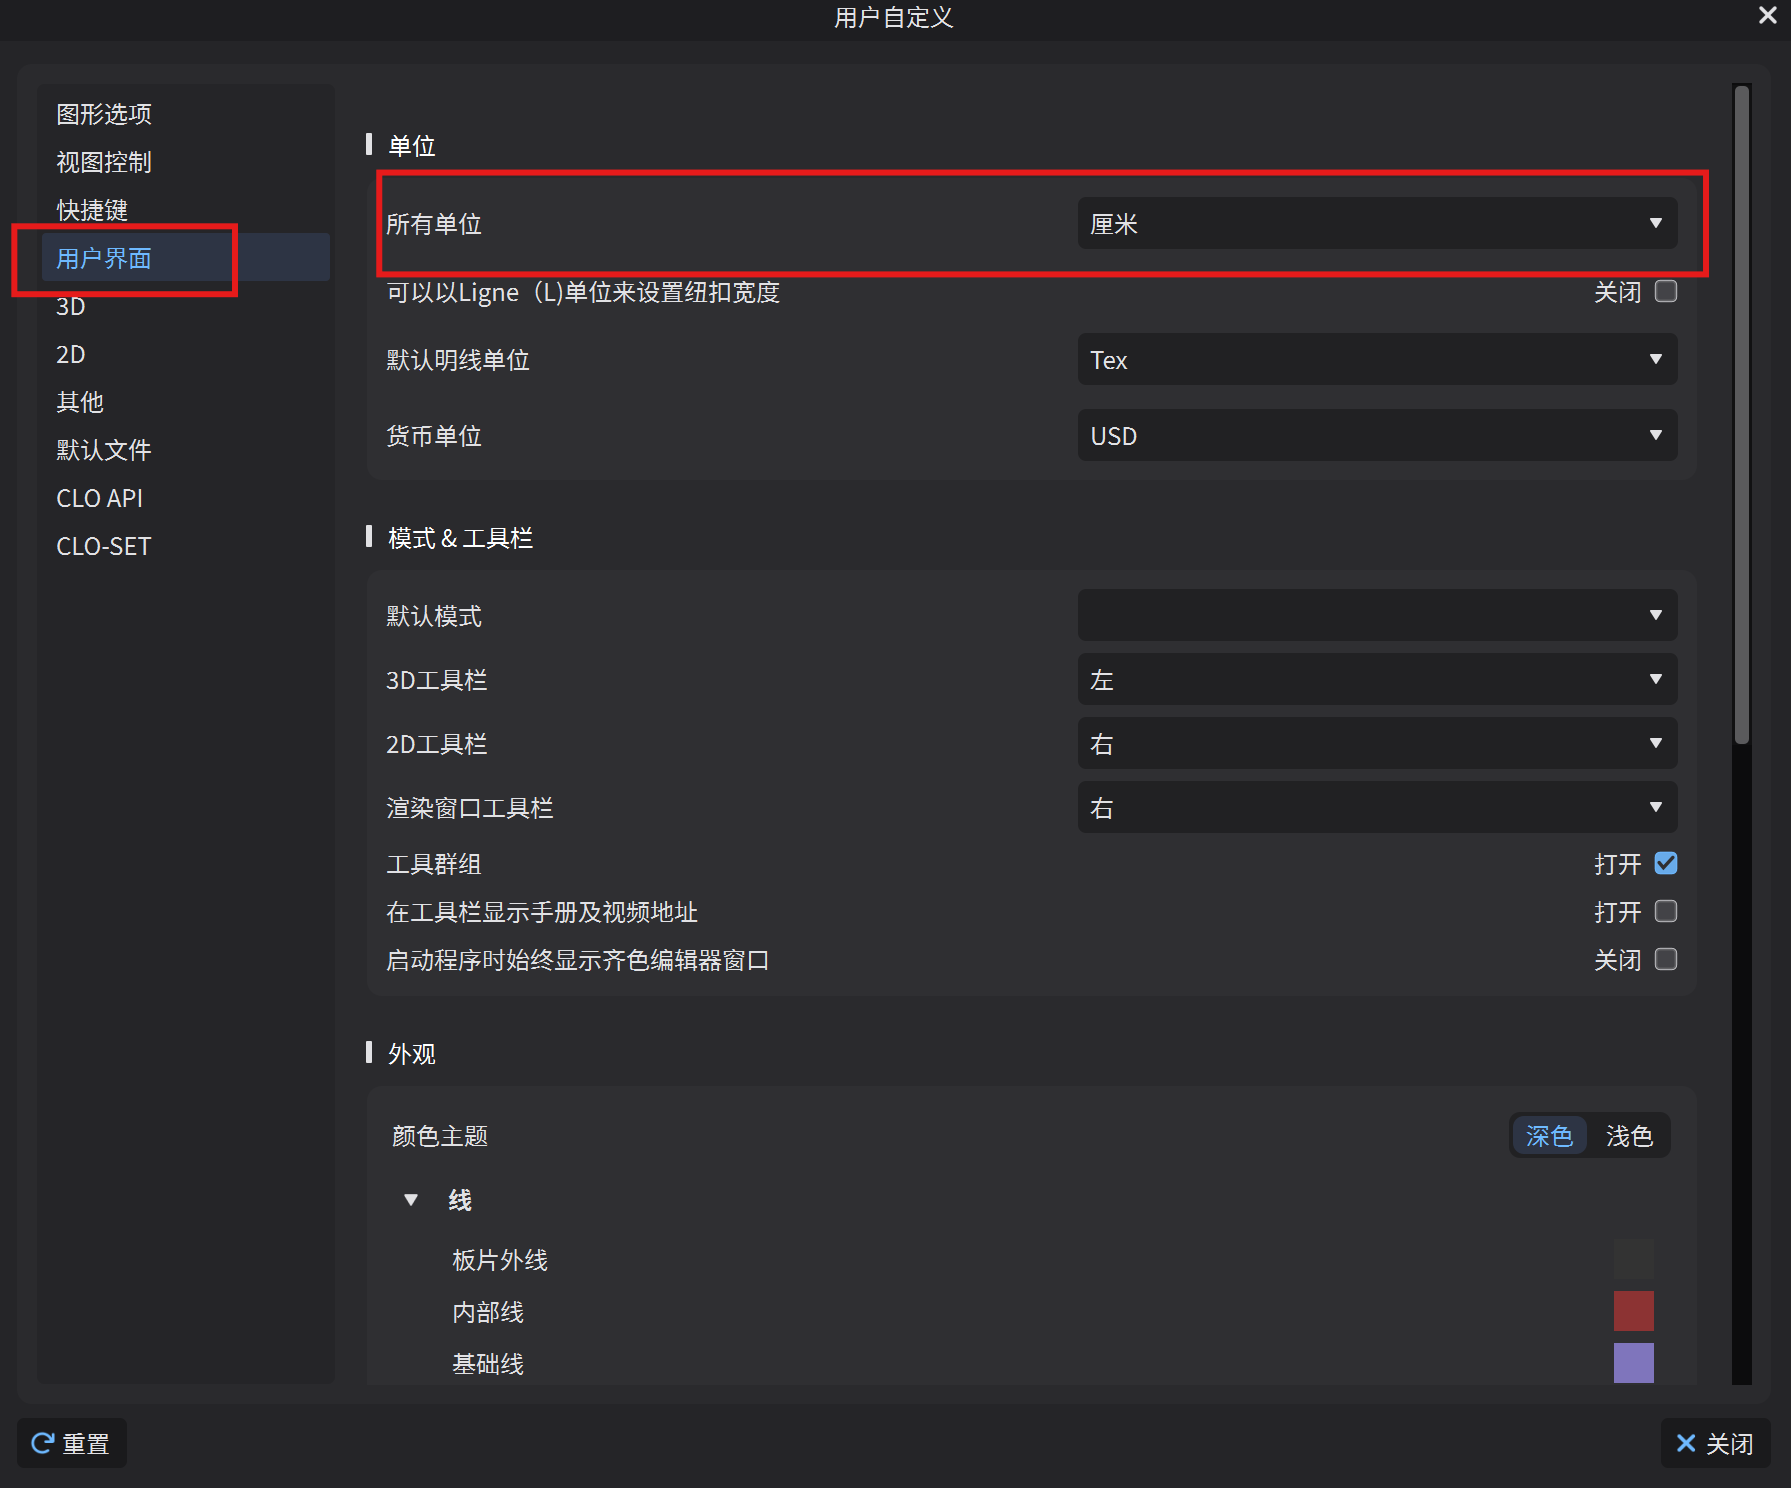 用户自定义
图形选项
视图控制
快捷键
用户界面
3D
2D
其他
默认文件
CLO API
CLO-SET
单位
所有单位 厘米
可以以Ligne（L)单位来设置纽扣宽度 关闭
默认明线单位 Tex
货币单位 USD
模式 & 工具栏
默认模式
3D工具栏 左
2D工具栏 右
渲染窗口工具栏 右
工具群组 打开
在工具栏显示手册及视频地址 打开
启动程序时始终显示齐色编辑器窗口 关闭
外观
颜色主题 深色 浅色
线
板片外线
内部线
基础线
重置
关闭